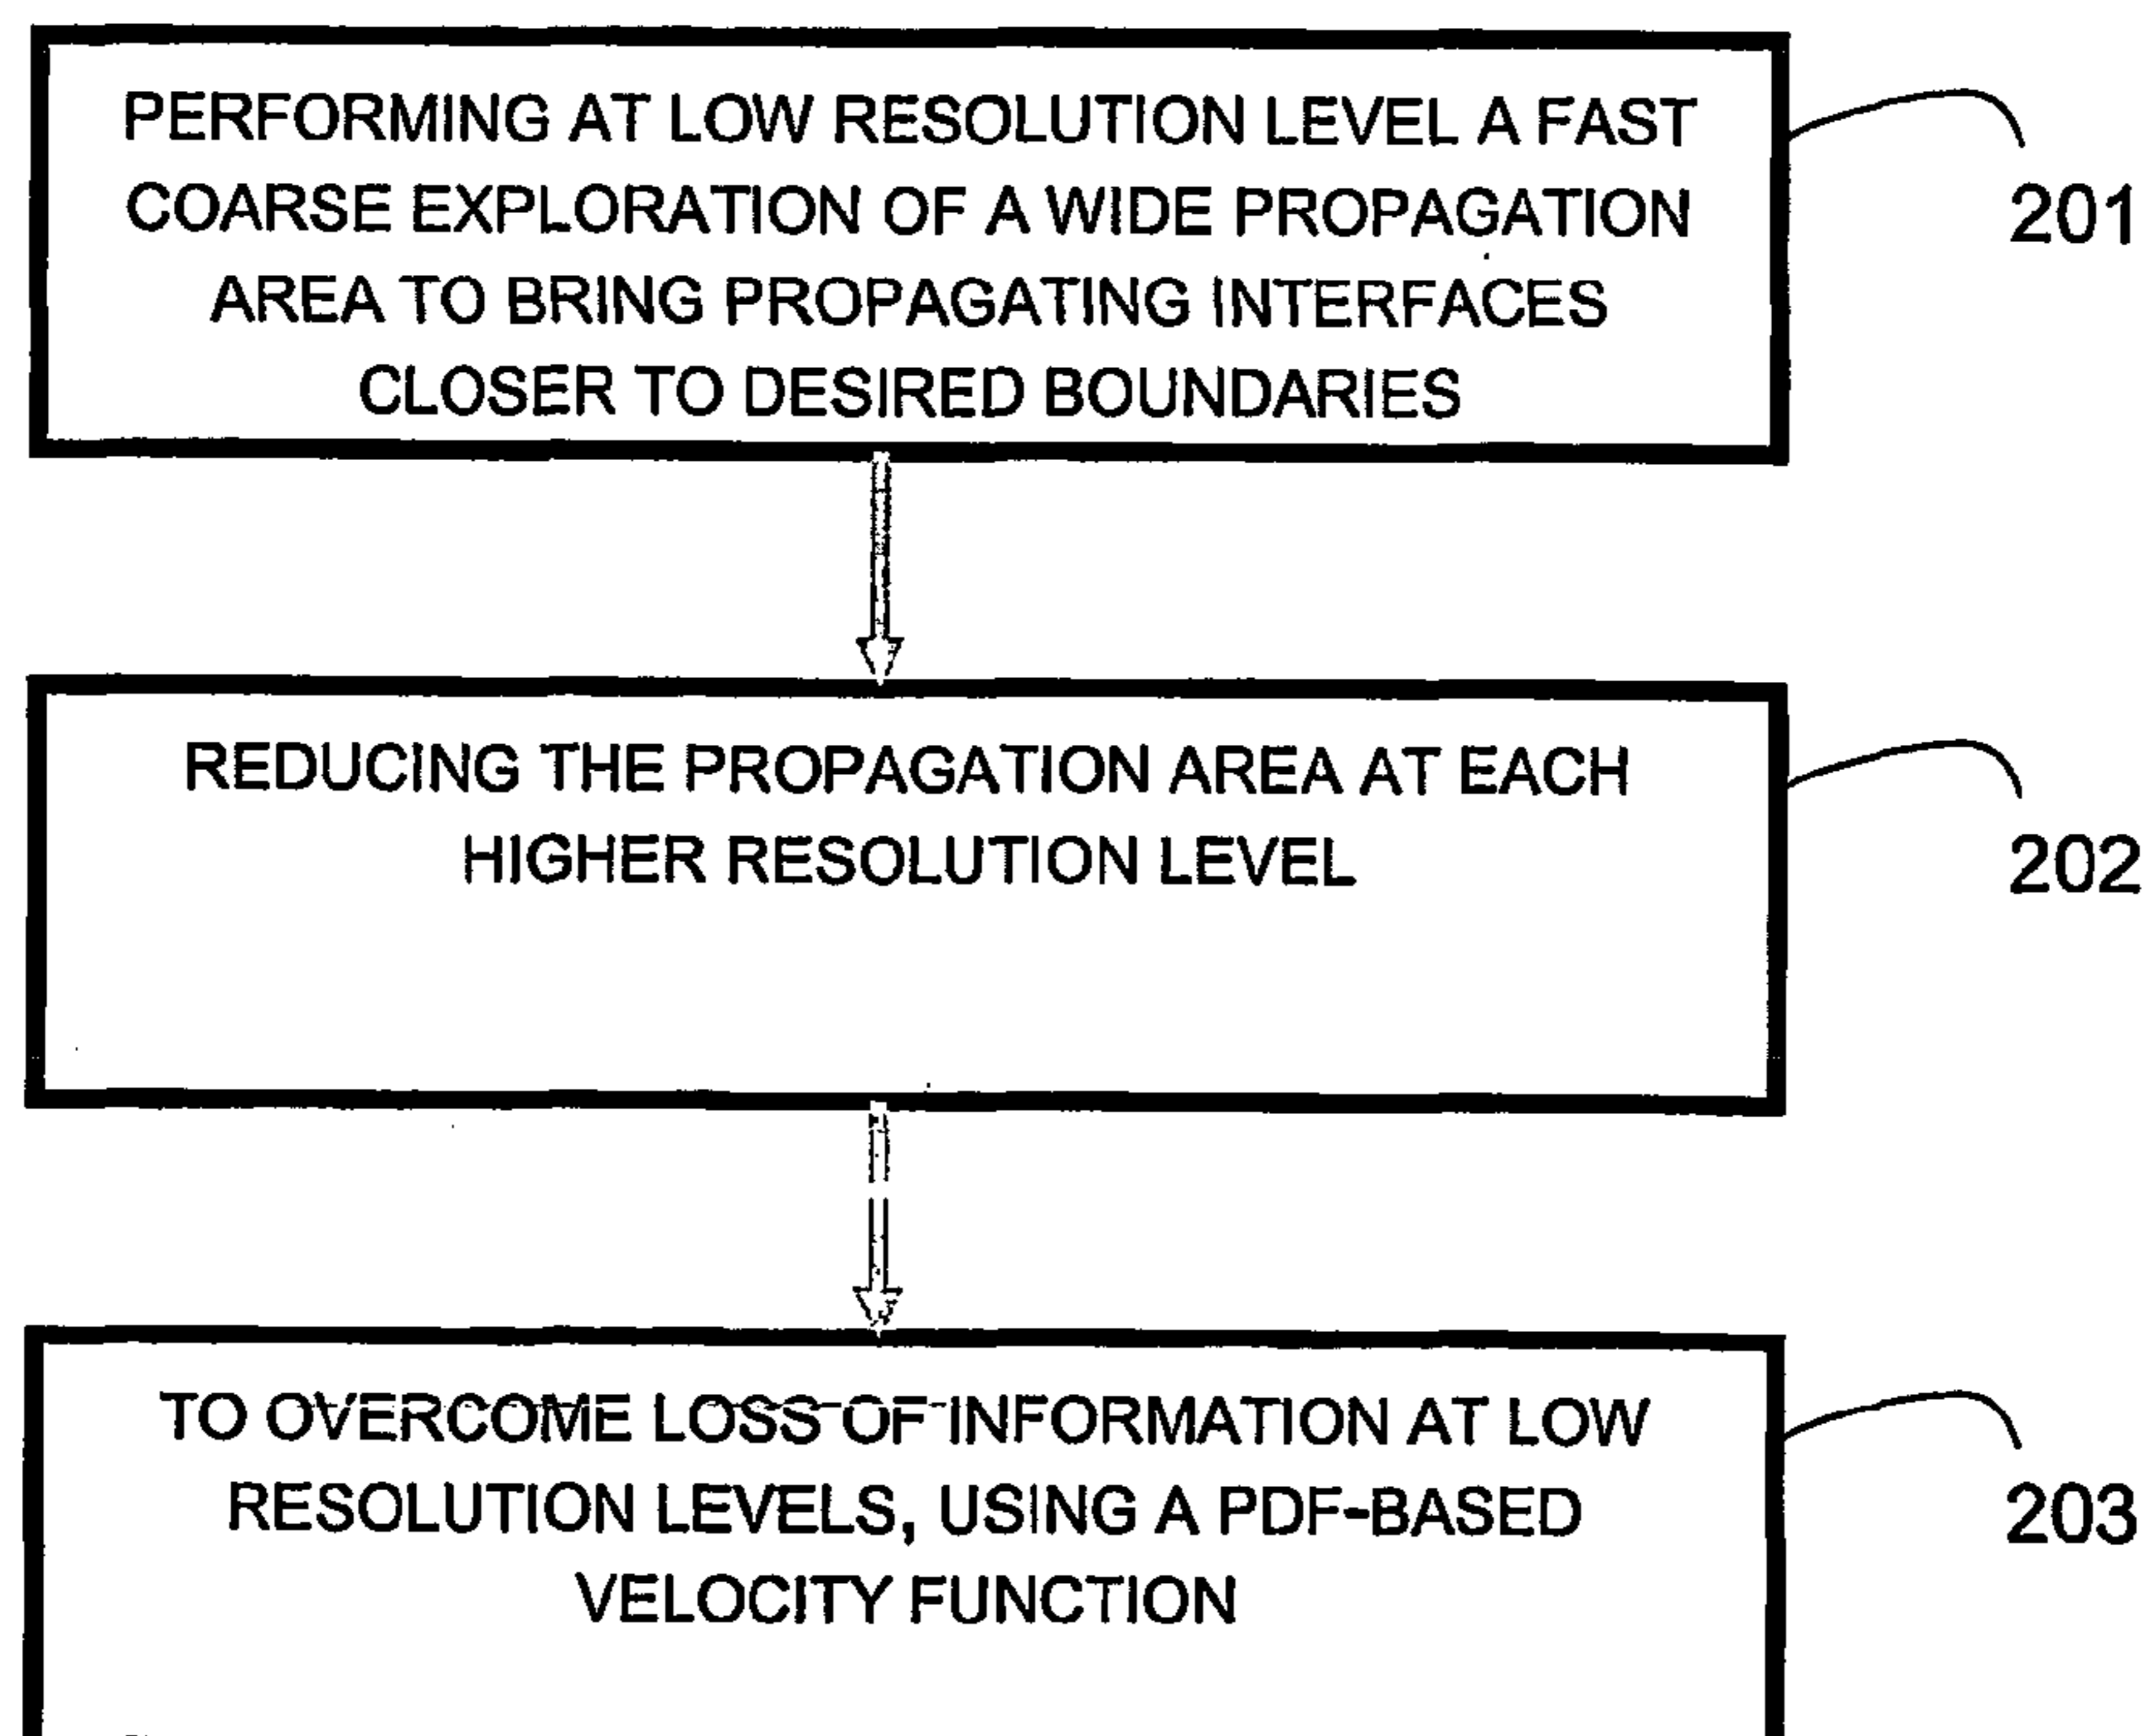 PERFORMING AT LOW RESOLUTION LEVEL A FAST
COARSE EXPLORATION OF A WIDE PROPAGATION
AREA TO BRING PROPAGATING INTERFACES
CLOSER TO DESIRED BOUNDARIES
201
REDUCING THE PROPAGATION AREA AT EACH
HIGHER RESOLUTION LEVEL
202
TO OVERCOME LOSS OF INFORMATION AT LOW
RESOLUTION LEVELS, USING A PDF-BASED
VELOCITY FUNCTION
203